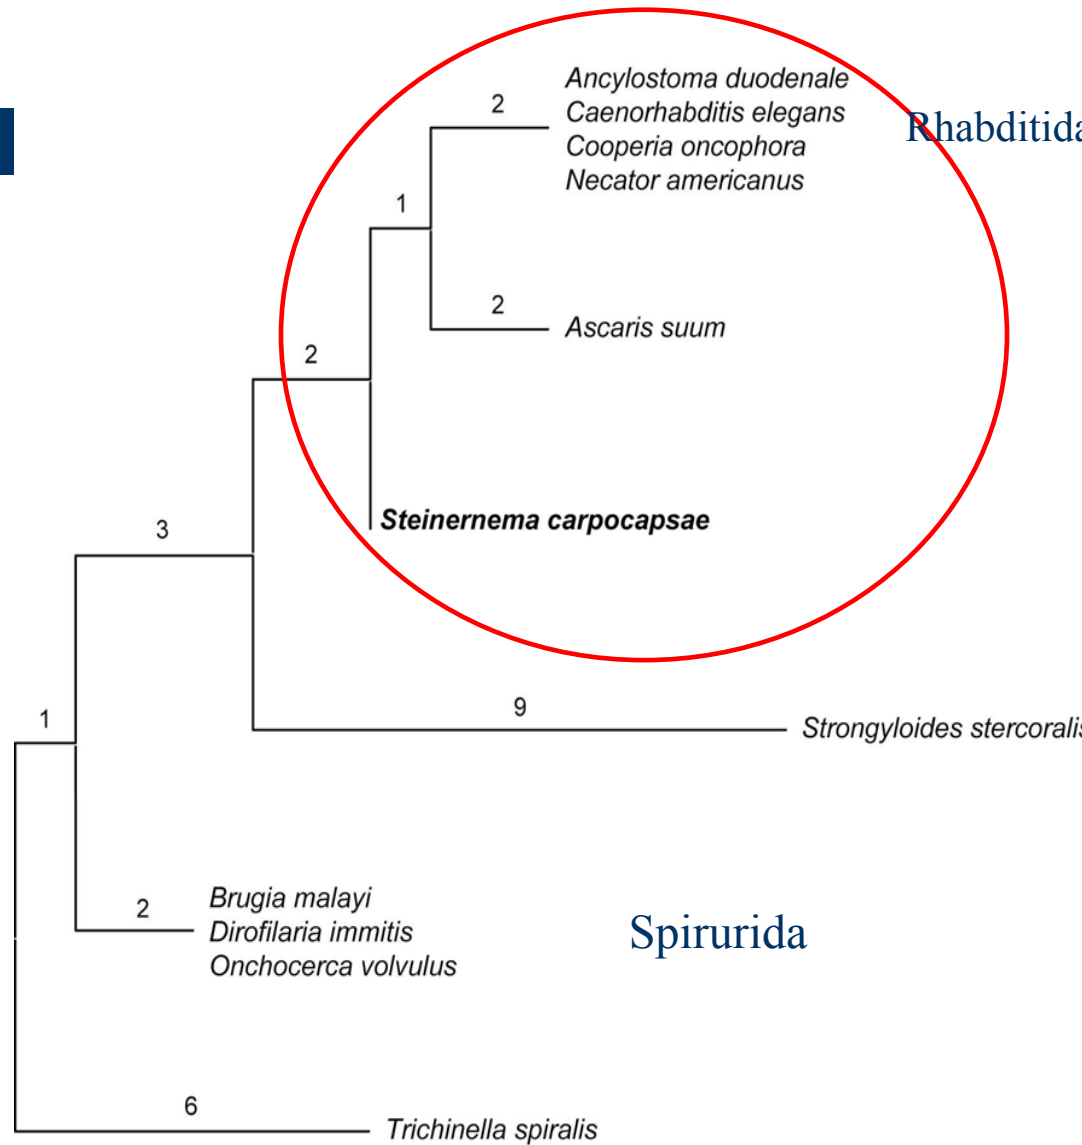 2
Ancylostoma duodenale
Caenorhabditis elegans
Cooperia oncophora
Necator americanus
Rhabditida
1
2
Ascaris suum
2
Steinernema carpocapsae
3
9
Strongyloides stercoralis
1
2
Brugia malayi
Dirofilaria immitis
Onchocerca volvulus
Spirurida
6
Trichinella spiralis